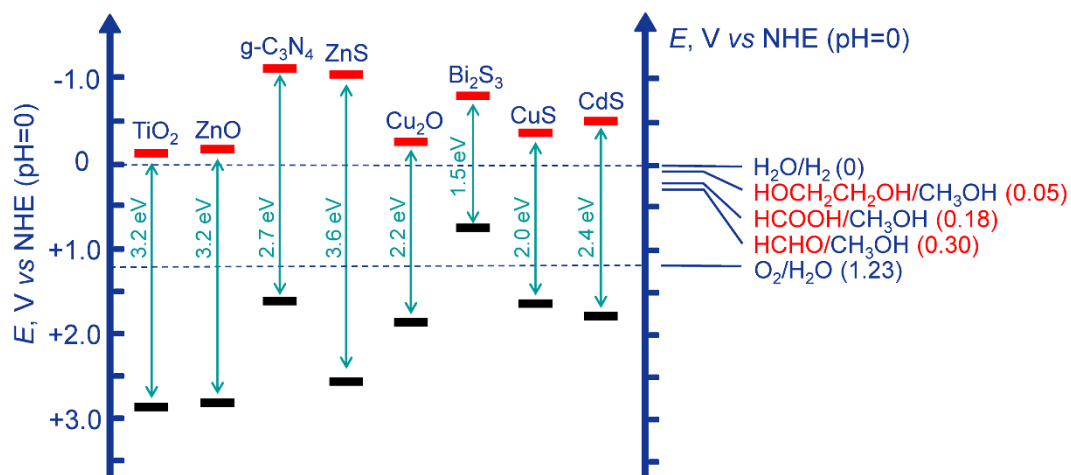 E, V vs NHE (pH=0)
-1.0
0
+1.0
+2.0
+3.0
TiO₂
ZnO
g-C₃N₄
ZnS
Cu₂O
Bi₂S₃
CuS
CdS
3.2 eV
3.2 eV
2.7 eV
3.6 eV
2.2 eV
1.5 eV
2.0 eV
2.4 eV
E, V vs NHE (pH=0)
H₂O/H₂ (0)
HOCH₂CH₂OH/CH₃OH (0.05)
HCOOH/CH₃OH (0.18)
HCHO/CH₃OH (0.30)
O₂/H₂O (1.23)